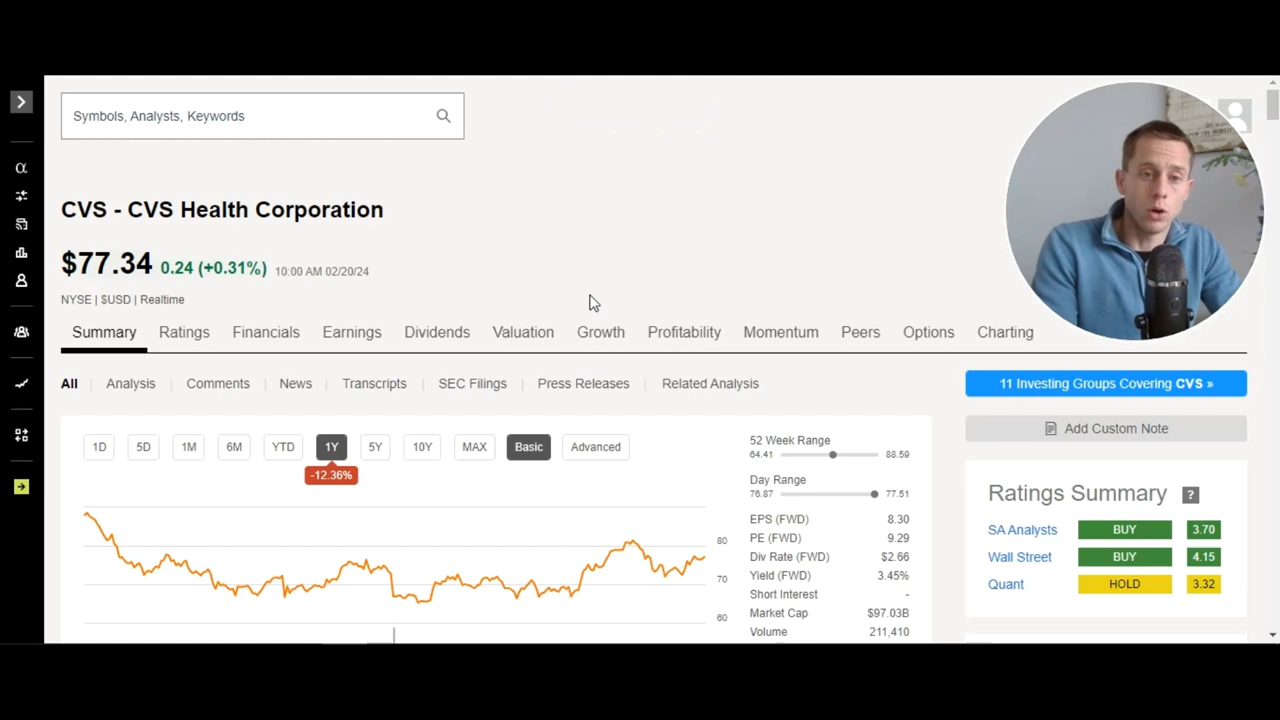 Symbols, Analysts, Keywords
CVS - CVS Health Corporation
$77.34 0.24 (+0.31%) 10:00 AM 02/20/24
NYSE | $USD | Realtime
Summary Ratings Financials Earnings Dividends Valuation Growth Profitability Momentum Peers Options Charting
All Analysis Comments News Transcripts SEC Filings Press Releases Related Analysis
11 Investing Groups Covering CVS »
Add Custom Note
1D 5D 1M 6M YTD 1Y 5Y 10Y MAX Basic Advanced
-12.36%
80
70
60
52 Week Range
64.41 88.59
Day Range
76.87 77.51
EPS (FWD) 8.30
PE (FWD) 9.29
Div Rate (FWD) $2.66
Yield (FWD) 3.45%
Short Interest -
Market Cap $97.03B
Volume 211,410
Ratings Summary ?
SA Analysts BUY 3.70
Wall Street BUY 4.15
Quant HOLD 3.32